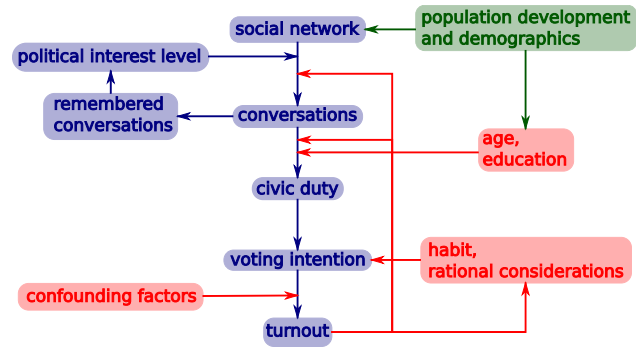 population development
and demographics
social network
political interest level
remembered
conversations
conversations
age,
education
civic duty
voting intention
habit,
rational considerations
confounding factors
turnout